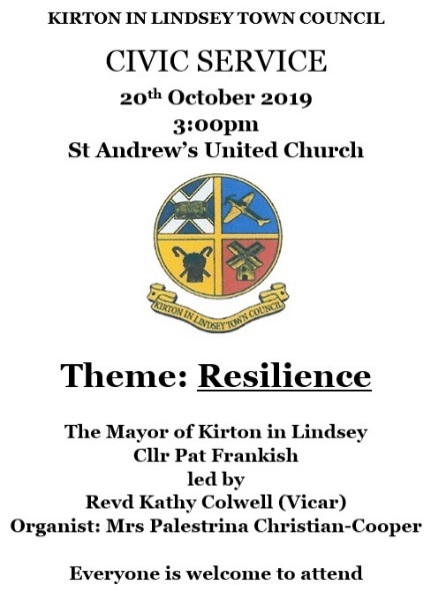 KIRTON IN LINDSEY TOWN COUNCIL
CIVIC SERVICE
20th October 2019
3:00pm
St Andrew's United Church
KIRTON IN LINDSEY TOWN COUNCIL
Theme: Resilience
The Mayor of Kirton in Lindsey
Cllr Pat Frankish
led by
Revd Kathy Colwell (Vicar)
Organist: Mrs Palestrina Christian-Cooper
Everyone is welcome to attend